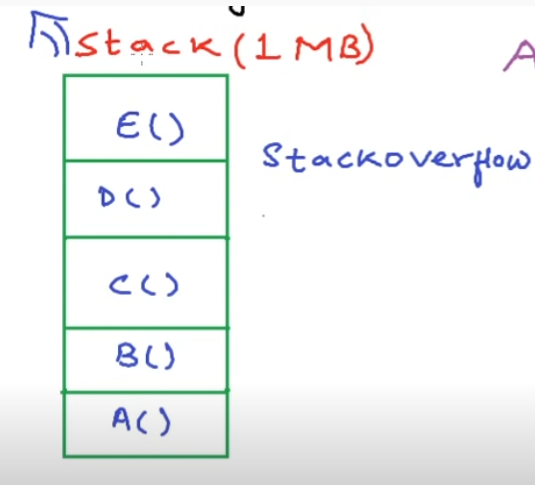 Stack (1 MB)
A
E()
Stackoverflow
D()
C()
B()
A()